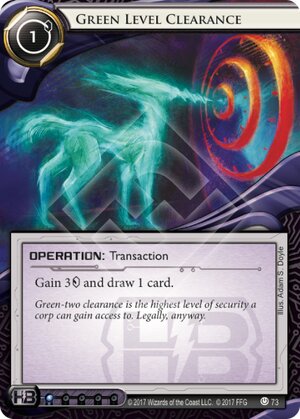 Green Level Clearance
1
OPERATION: Transaction
Gain 3 and draw 1 card.
Green-two clearance is the highest level of security a
corp can gain access to. Legally, anyway.
Illus. Adam S. Doyle
HB
© 2017 Wizards of the Coast LLC. © 2017 FFG
73